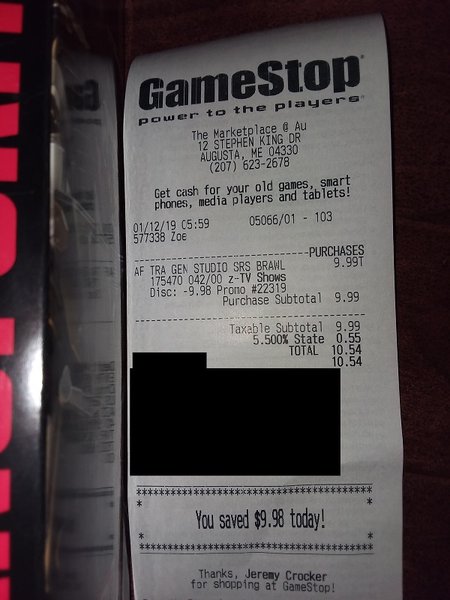 GameStop
power to the players
The Marketplace @ Au
12 STEPHEN KING DR
AUGUSTA, ME 04330
(207) 623-2678
Get cash for your old games, smart
phones, media players and tablets!
01/12/19 05:59 05066/01 - 103
577338 Zoe
PURCHASES
AF TRA GEN STUDIO SRS BRAWL 9.99T
175470 042/00 z-TV Shows
Disc: -9.98 Promo #22319
Purchase Subtotal 9.99
Taxable Subtotal 9.99
5.500% State 0.55
TOTAL 10.54
10.54
You saved $9.98 today!
Thanks, Jeremy Crocker
for shopping at GameStop!